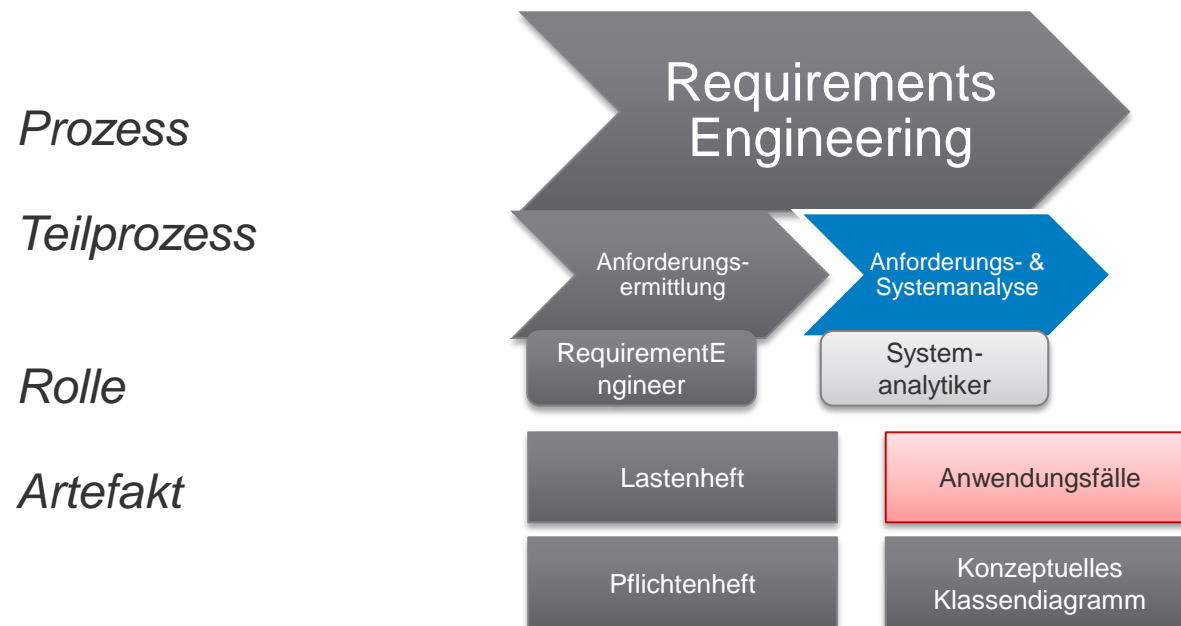 Prozess
Requirements
Engineering
Teilprozess
Anforderungs-
ermittlung
Anforderungs- &
Systemanalyse
Rolle
RequirementE
ngineer
System-
analytiker
Artefakt
Lastenheft
Anwendungsfälle
Pflichtenheft
Konzeptuelles
Klassendiagramm